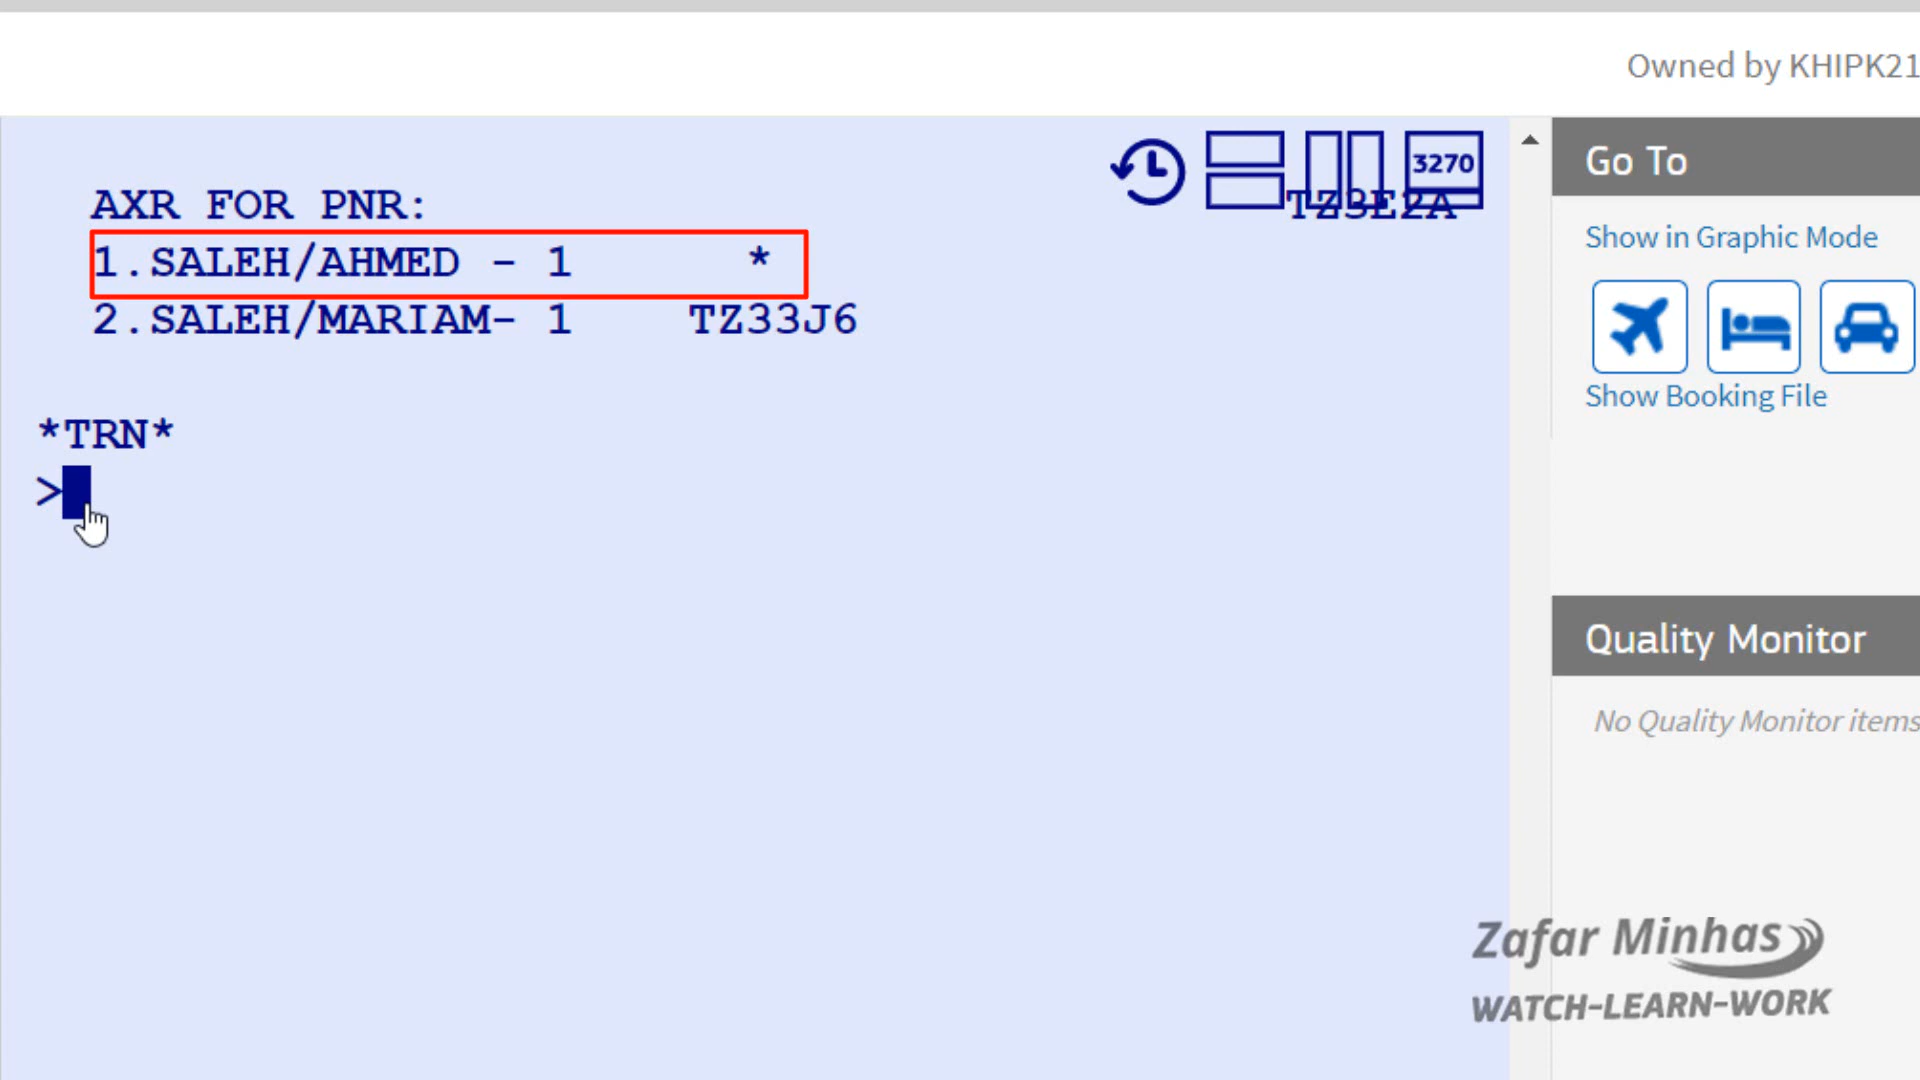 Owned by KHIPK21
3270
AXR FOR PNR: TZ3E2A
1.SALEH/AHMED - 1 *
2.SALEH/MARIAM- 1 TZ33J6
*TRN*
>
Go To
Show in Graphic Mode
Show Booking File
Quality Monitor
No Quality Monitor items
Zafar Minhas
WATCH-LEARN-WORK